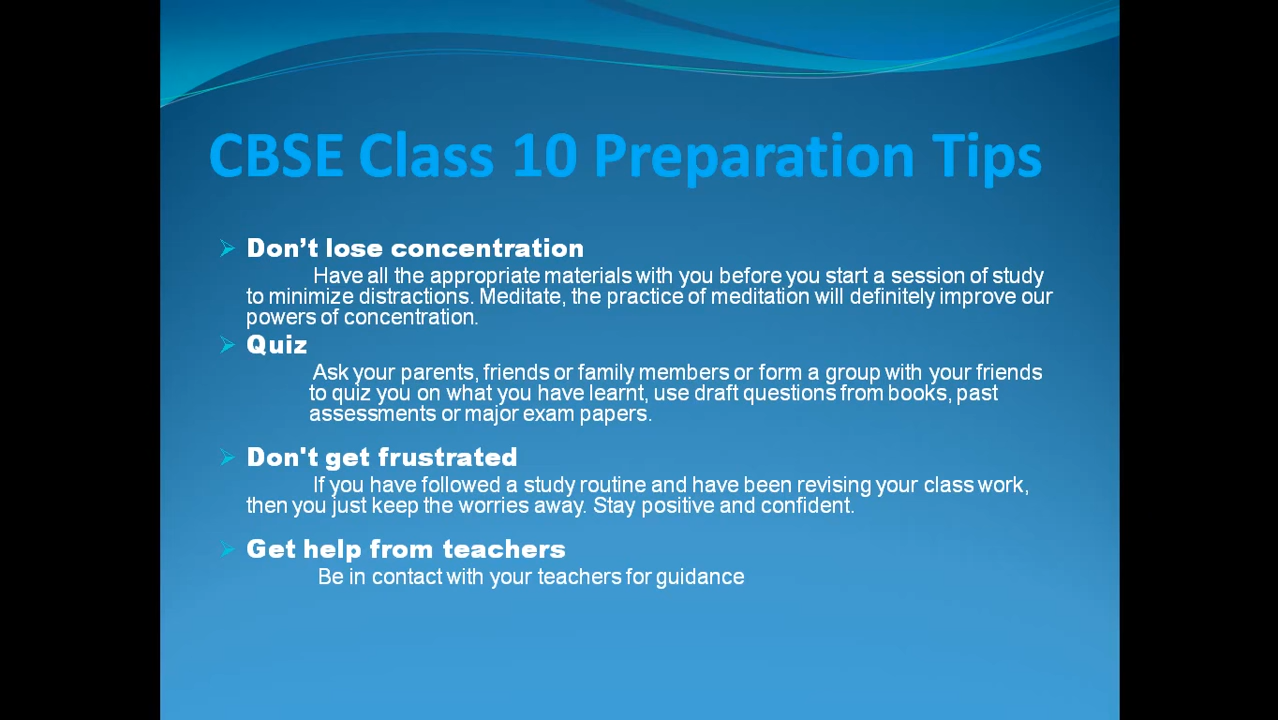 CBSE Class 10 Preparation Tips
Don’t lose concentration
Have all the appropriate materials with you before you start a session of study
to minimize distractions. Meditate, the practice of meditation will definitely improve our
powers of concentration.
Quiz
Ask your parents, friends or family members or form a group with your friends
to quiz you on what you have learnt, use draft questions from books, past
assessments or major exam papers.
Don't get frustrated
If you have followed a study routine and have been revising your class work,
then you just keep the worries away. Stay positive and confident.
Get help from teachers
Be in contact with your teachers for guidance